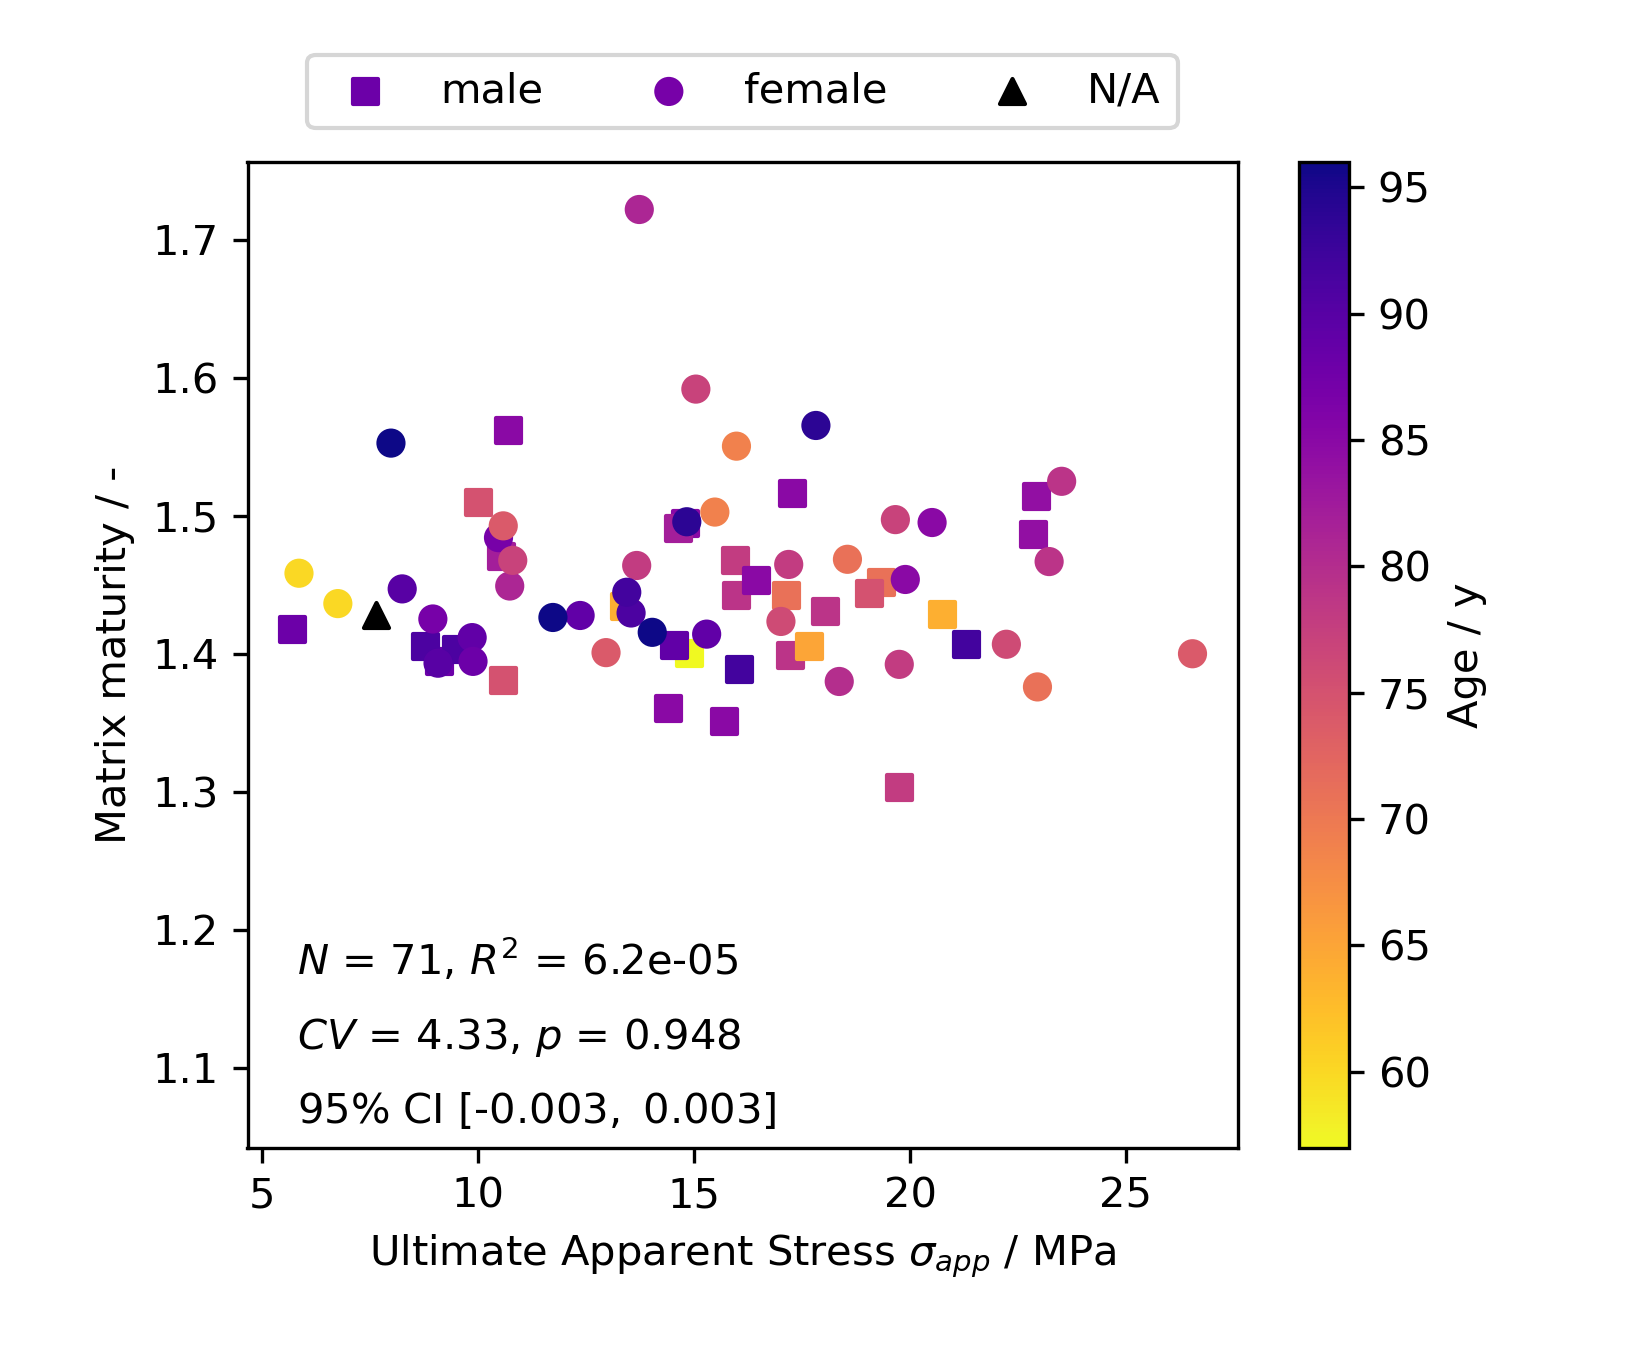 male female N/A
1.7
1.6
1.5
1.4
1.3
1.2
1.1
Matrix maturity / -
N = 71, R² = 6.2e-05
CV = 4.33, p = 0.948
95% CI [-0.003, 0.003]
5 10 15 20 25
Ultimate Apparent Stress σ_app / MPa
95
90
85
80
75
70
65
60
Age / y